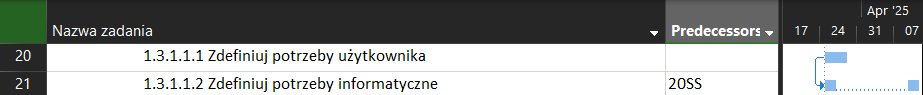 Apr '25
Nazwa zadania Predecessors 17 24 31 07
20 1.3.1.1.1 Zdefiniuj potrzeby użytkownika
21 1.3.1.1.2 Zdefiniuj potrzeby informatyczne 20SS